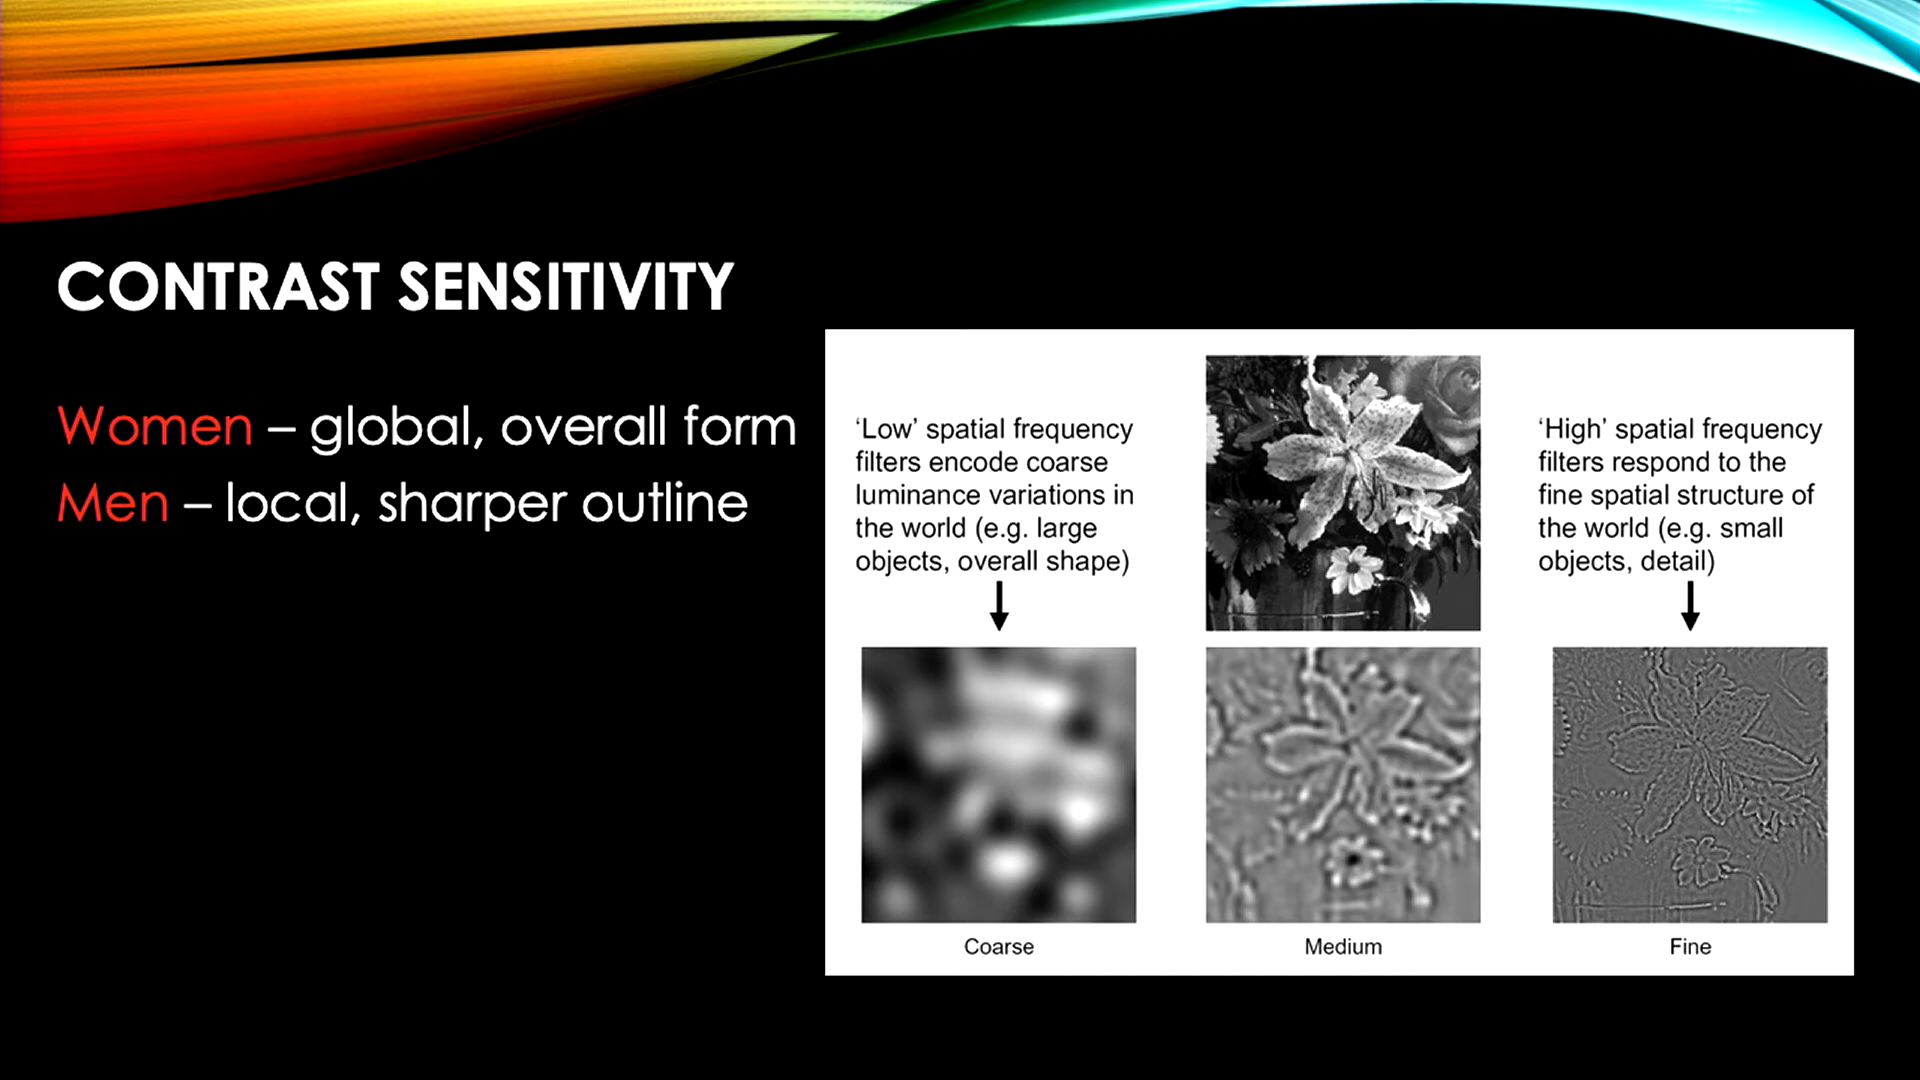 CONTRAST SENSITIVITY
Women – global, overall form
Men – local, sharper outline
‘Low’ spatial frequency
filters encode coarse
luminance variations in
the world (e.g. large
objects, overall shape)
‘High’ spatial frequency
filters respond to the
fine spatial structure of
the world (e.g. small
objects, detail)
Coarse
Medium
Fine